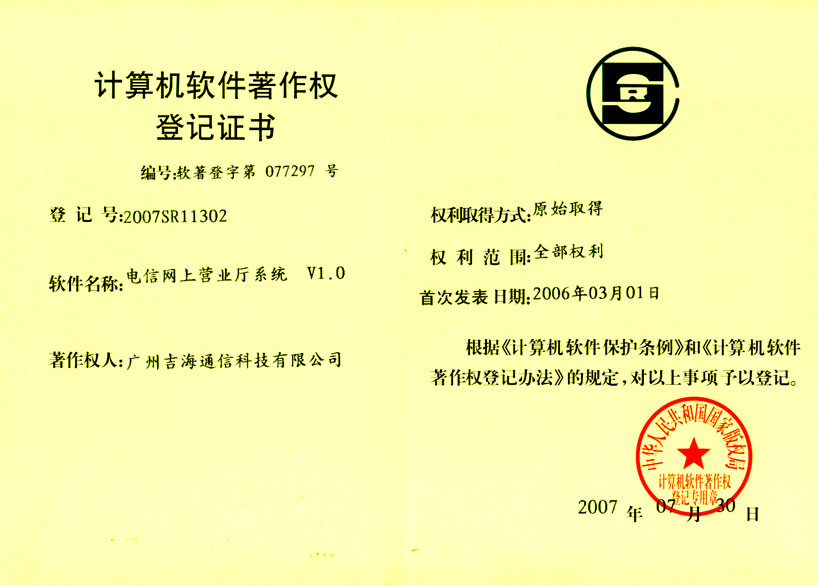 计算机软件著作权
登记证书
编号:软著登字第 077297 号
登 记 号:2007SR11302
软件名称:电信网上营业厅系统 V1.0
著作权人:广州吉海通信科技有限公司
SR
权利取得方式:原始取得
权 利 范 围:全部权利
首次发表日期:2006年03月01日
根据《计算机软件保护条例》和《计算机软件
著作权登记办法》的规定,对以上事项予以登记。
中华人民共和国国家版权局
计算机软件著作权
登记专用章
2007 年 07 月 30 日